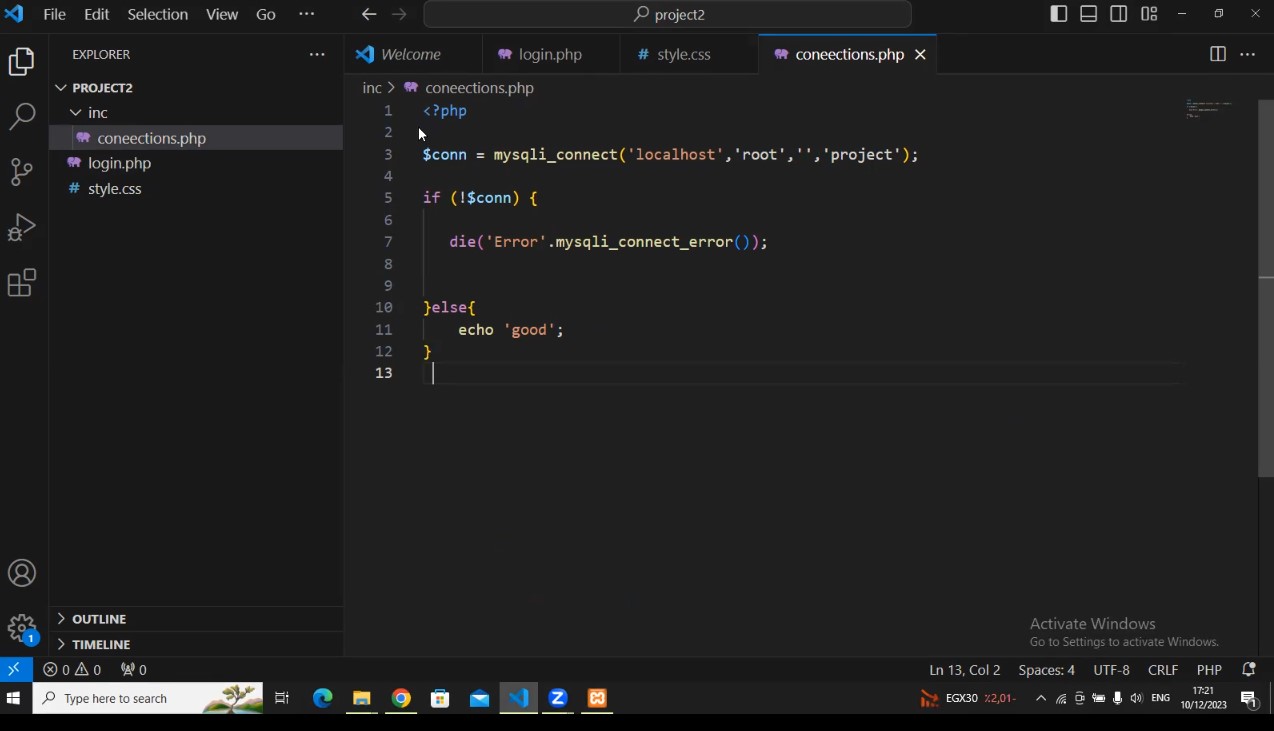 File Edit Selection View Go ··· project2
EXPLORER ···
PROJECT2
inc
coneections.php
login.php
# style.css
OUTLINE
TIMELINE
Welcome login.php # style.css coneections.php
inc > coneections.php
1 <?php
2
3 $conn = mysqli_connect('localhost','root','','project');
4
5 if (!$conn) {
6
7 die('Error'.mysqli_connect_error());
8
9
10 }else{
11 echo 'good';
12 }
13
Activate Windows
Go to Settings to activate Windows.
1
0 0 0 Ln 13, Col 2 Spaces: 4 UTF-8 CRLF PHP
Type here to search EGX30 %2,01- ENG 17:21
10/12/2023
1